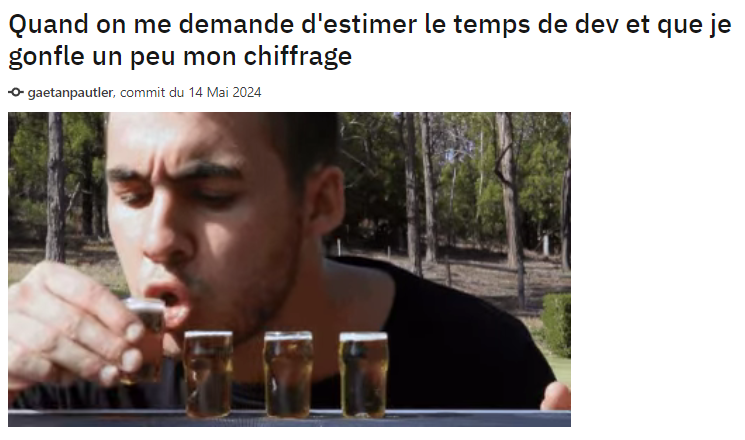 Quand on me demande d'estimer le temps de dev et que je
gonfle un peu mon chiffrage
gaetanpautler, commit du 14 Mai 2024